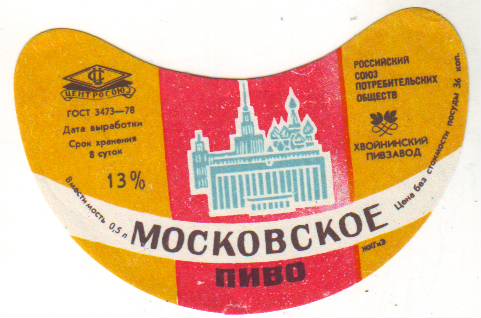 ЦЕНТРОСОЮЗ
ГОСТ 3473—78
Дата выработки
Срок хранения
8 суток
13%
Вместимость 0,5 л
РОССИЙСКИЙ
СОЮЗ
ПОТРЕБИТЕЛЬСКИХ
ОБЩЕСТВ
ХВОЙНИНСКИЙ
ПИВЗАВОД
Цена без стоимости посуды 36 коп.
МОСКОВСКОЕ
ПИВО